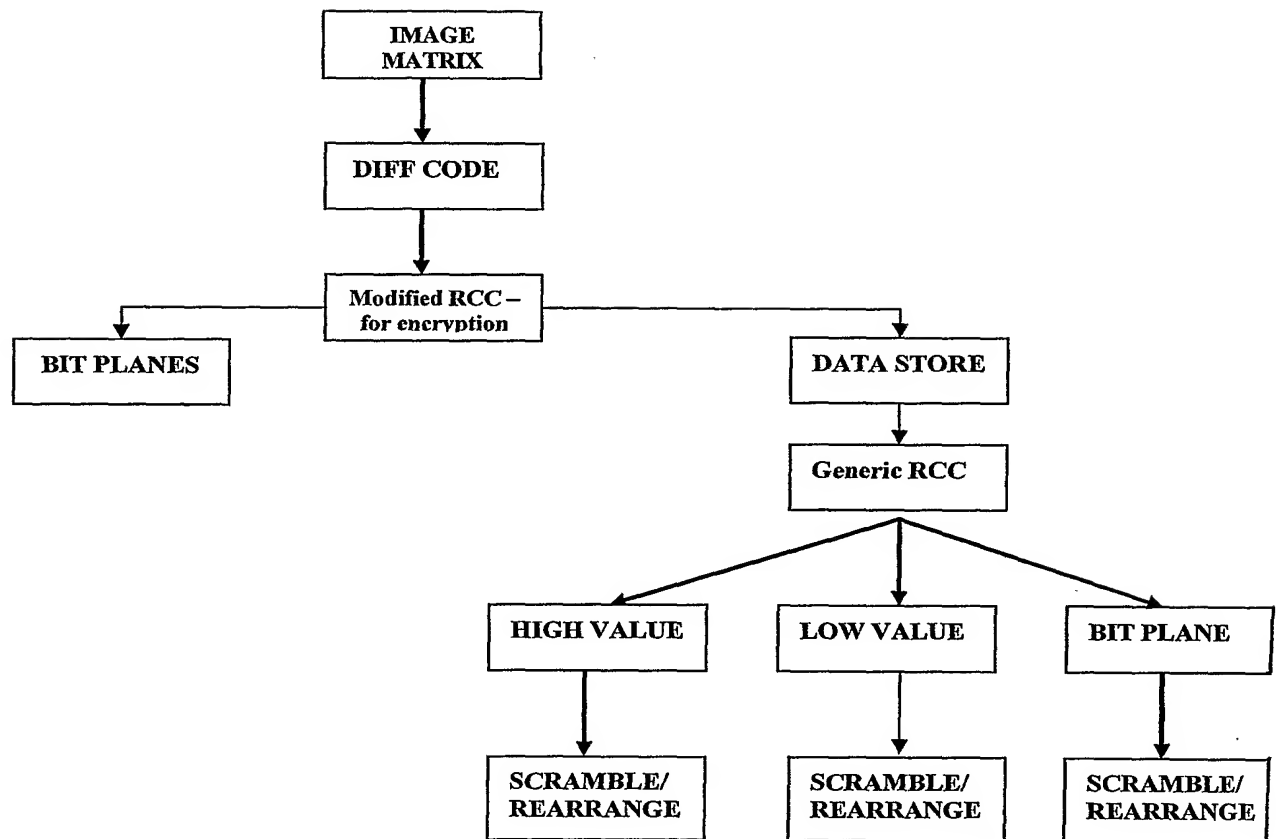 IMAGE
MATRIX
DIFF CODE
Modified RCC –
for encryption
BIT PLANES
DATA STORE
Generic RCC
HIGH VALUE
LOW VALUE
BIT PLANE
SCRAMBLE/
REARRANGE
SCRAMBLE/
REARRANGE
SCRAMBLE/
REARRANGE